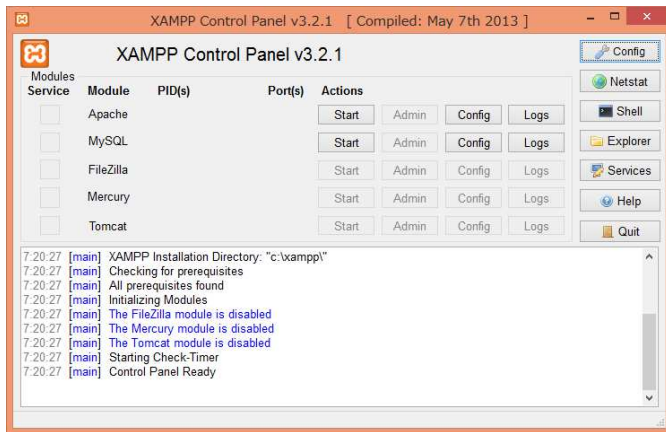 XAMPP Control Panel v3.2.1 [ Compiled: May 7th 2013 ]
XAMPP Control Panel v3.2.1
Config
Modules
Service Module PID(s) Port(s) Actions
Netstat
Apache Start Admin Config Logs
Shell
MySQL Start Admin Config Logs
Explorer
FileZilla Start Admin Config Logs
Services
Mercury Start Admin Config Logs
Help
Tomcat Start Admin Config Logs
Quit
7:20:27 [main] XAMPP Installation Directory: "c:\xampp\"
7:20:27 [main] Checking for prerequisites
7:20:27 [main] All prerequisites found
7:20:27 [main] Initializing Modules
7:20:27 [main] The FileZilla module is disabled
7:20:27 [main] The Mercury module is disabled
7:20:27 [main] The Tomcat module is disabled
7:20:27 [main] Starting Check-Timer
7:20:27 [main] Control Panel Ready